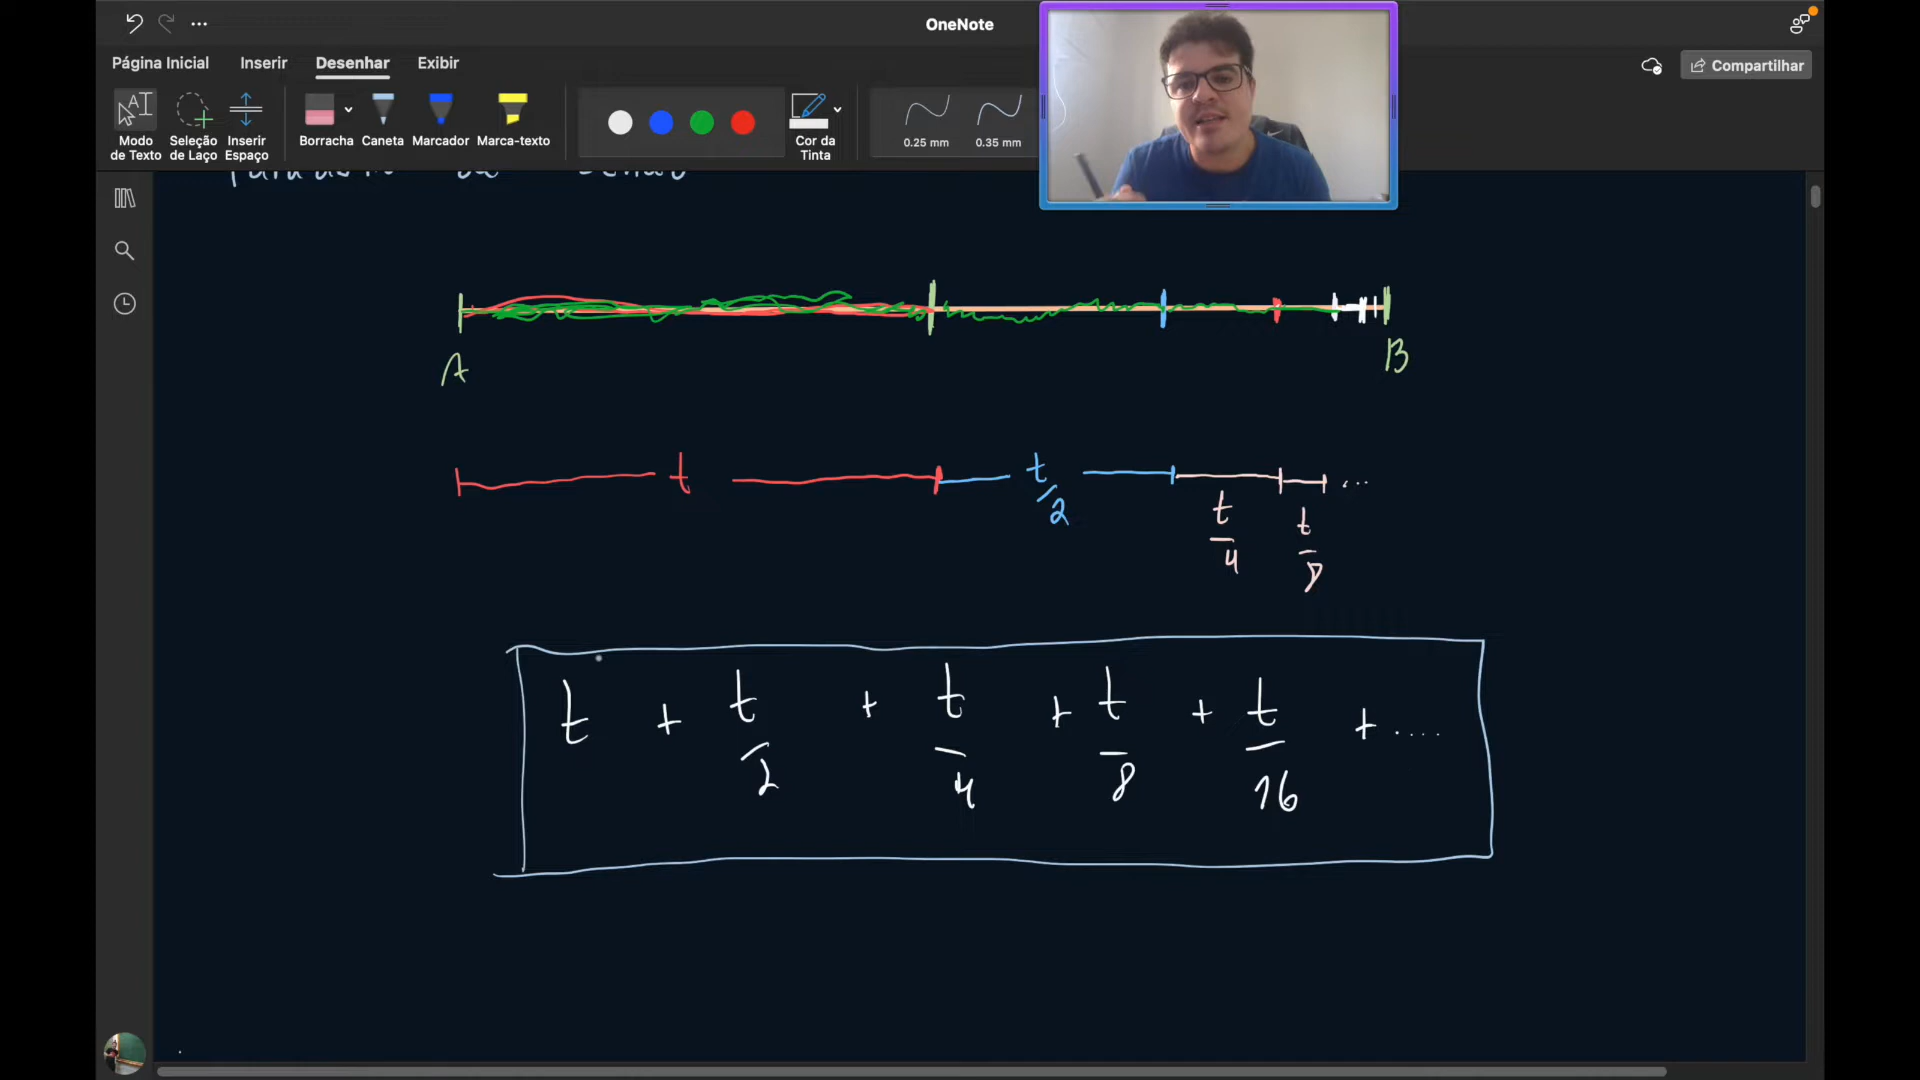 OneNote
Página Inicial Inserir Desenhar Exibir
Compartilhar
Modo de Texto
Seleção de Laço
Inserir Espaço
Borracha
Caneta
Marcador
Marca-texto
Cor da Tinta
0.25 mm
0.35 mm
A B
t t/2 t/4 t/8 ...
t + t/2 + t/4 + t/8 + t/16 + ....